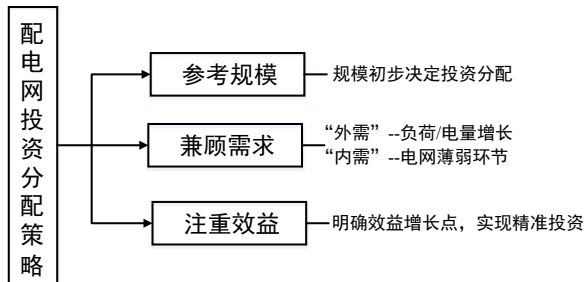 配电网投资分配策略
参考规模
规模初步决定投资分配
兼顾需求
“外需”--负荷/电量增长
“内需”--电网薄弱环节
注重效益
明确效益增长点，实现精准投资